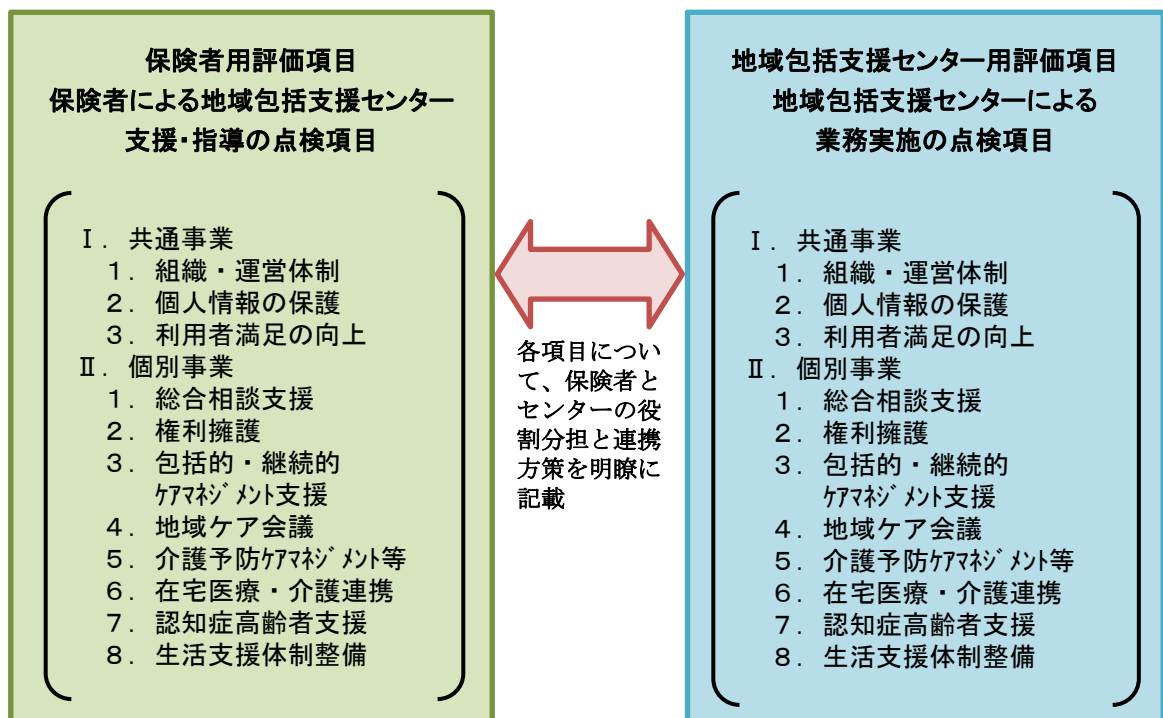 保険者用評価項目
保険者による地域包括支援センター
支援・指導の点検項目
Ⅰ．共通事業
１．組織・運営体制
２．個人情報の保護
３．利用者満足の向上
Ⅱ．個別事業
１．総合相談支援
２．権利擁護
３．包括的・継続的
ｹｱﾏﾈｼﾞﾒﾝﾄ支援
４．地域ケア会議
５．介護予防ｹｱﾏﾈｼﾞﾒﾝﾄ等
６．在宅医療・介護連携
７．認知症高齢者支援
８．生活支援体制整備
各項目につい
て、保険者と
センターの役
割分担と連携
方策を明瞭に
記載
地域包括支援センター用評価項目
地域包括支援センターによる
業務実施の点検項目
Ⅰ．共通事業
１．組織・運営体制
２．個人情報の保護
３．利用者満足の向上
Ⅱ．個別事業
１．総合相談支援
２．権利擁護
３．包括的・継続的
ｹｱﾏﾈｼﾞﾒﾝﾄ支援
４．地域ケア会議
５．介護予防ｹｱﾏﾈｼﾞﾒﾝﾄ等
６．在宅医療・介護連携
７．認知症高齢者支援
８．生活支援体制整備